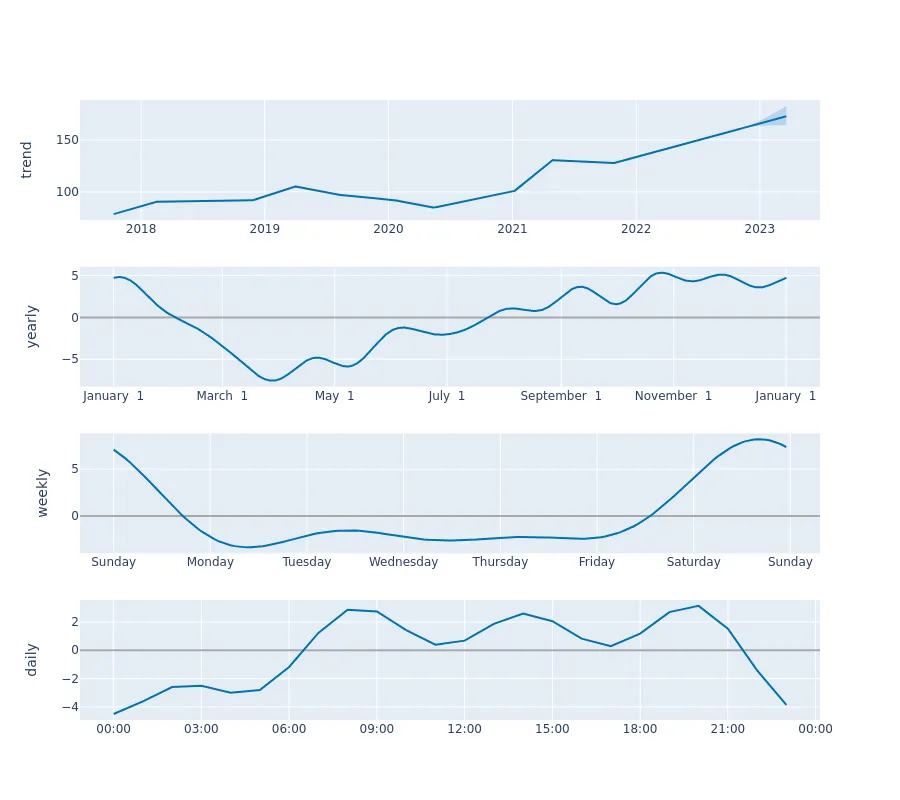 trend
150
100
2018 2019 2020 2021 2022 2023
yearly
5
0
−5
January 1 March 1 May 1 July 1 September 1 November 1 January 1
weekly
5
0
Sunday Monday Tuesday Wednesday Thursday Friday Saturday Sunday
daily
2
0
−2
−4
00:00 03:00 06:00 09:00 12:00 15:00 18:00 21:00 00:00